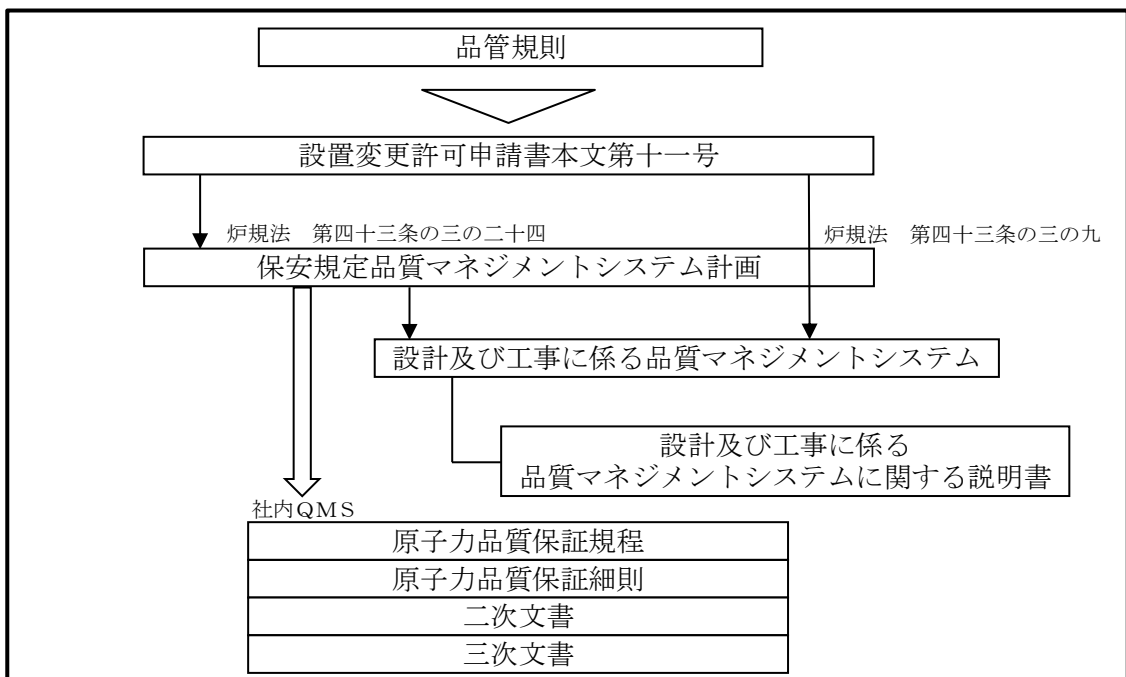 品管規則
設置変更許可申請書本文第十一号
炉規法　第四十三条の三の二十四
炉規法　第四十三条の三の九
保安規定品質マネジメントシステム計画
設計及び工事に係る品質マネジメントシステム
設計及び工事に係る
品質マネジメントシステムに関する説明書
社内ＱＭＳ
原子力品質保証規程
原子力品質保証細則
二次文書
三次文書